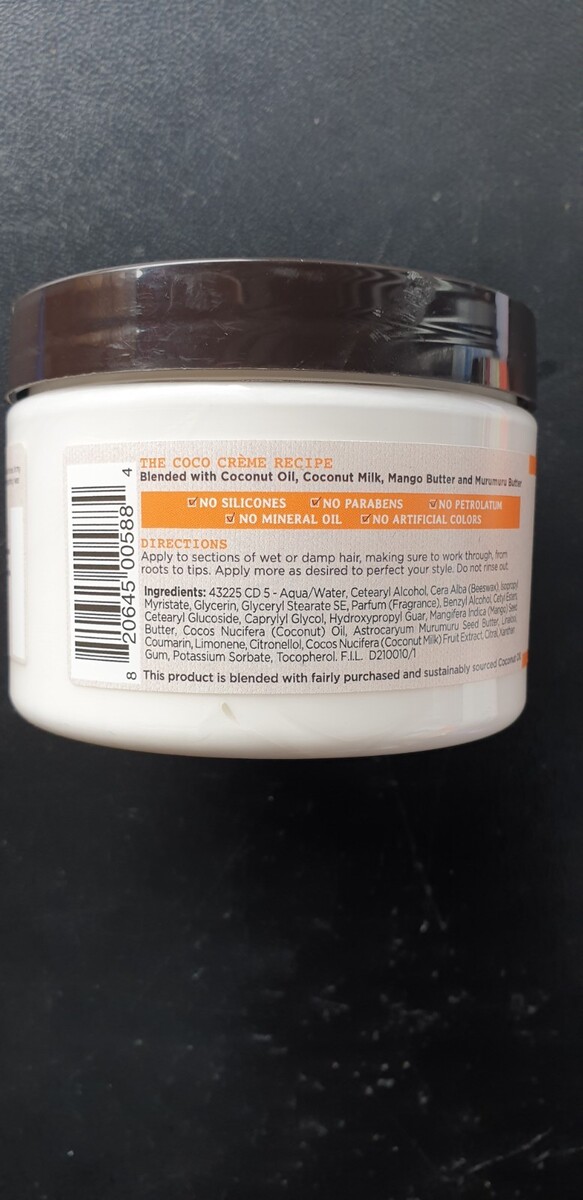 THE COCO CRÈME RECIPE
Blended with Coconut Oil, Coconut Milk, Mango Butter and Murumuru Butter
NO SILICONES NO PARABENS NO PETROLATUM
NO MINERAL OIL NO ARTIFICIAL COLORS
DIRECTIONS
Apply to sections of wet or damp hair, making sure to work through, from
roots to tips. Apply more as desired to perfect your style. Do not rinse out.
Ingredients: 43225 CD 5 - Aqua/Water, Cetearyl Alcohol, Cera Alba (Beeswax), Isopropyl
Myristate, Glycerin, Glyceryl Stearate SE, Parfum (Fragrance), Benzyl Alcohol, Cetyl Esters,
Cetearyl Glucoside, Caprylyl Glycol, Hydroxypropyl Guar, Mangifera Indica (Mango) Seed
Butter, Cocos Nucifera (Coconut) Oil, Astrocaryum Murumuru Seed Butter, Linalool,
Coumarin, Limonene, Citronellol, Cocos Nucifera (Coconut Milk) Fruit Extract, Citral, Xanthan
Gum, Potassium Sorbate, Tocopherol. F.I.L. D210010/1
This product is blended with fairly purchased and sustainably sourced Coconut Oil
8 20645 00588 4